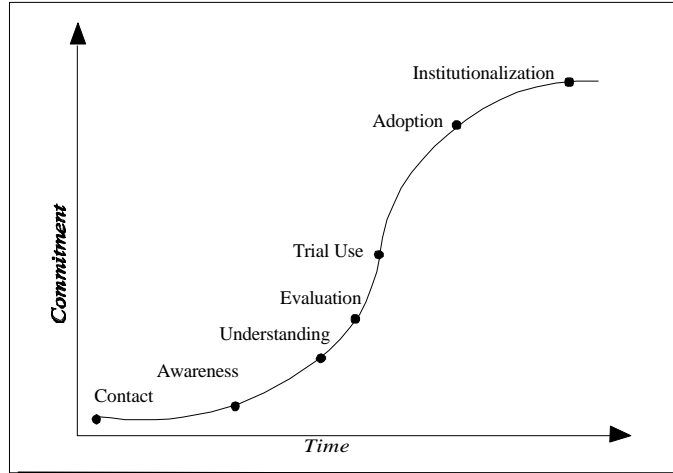 Institutionalization
Adoption
Trial Use
Evaluation
Understanding
Awareness
Contact
Commitment
Time